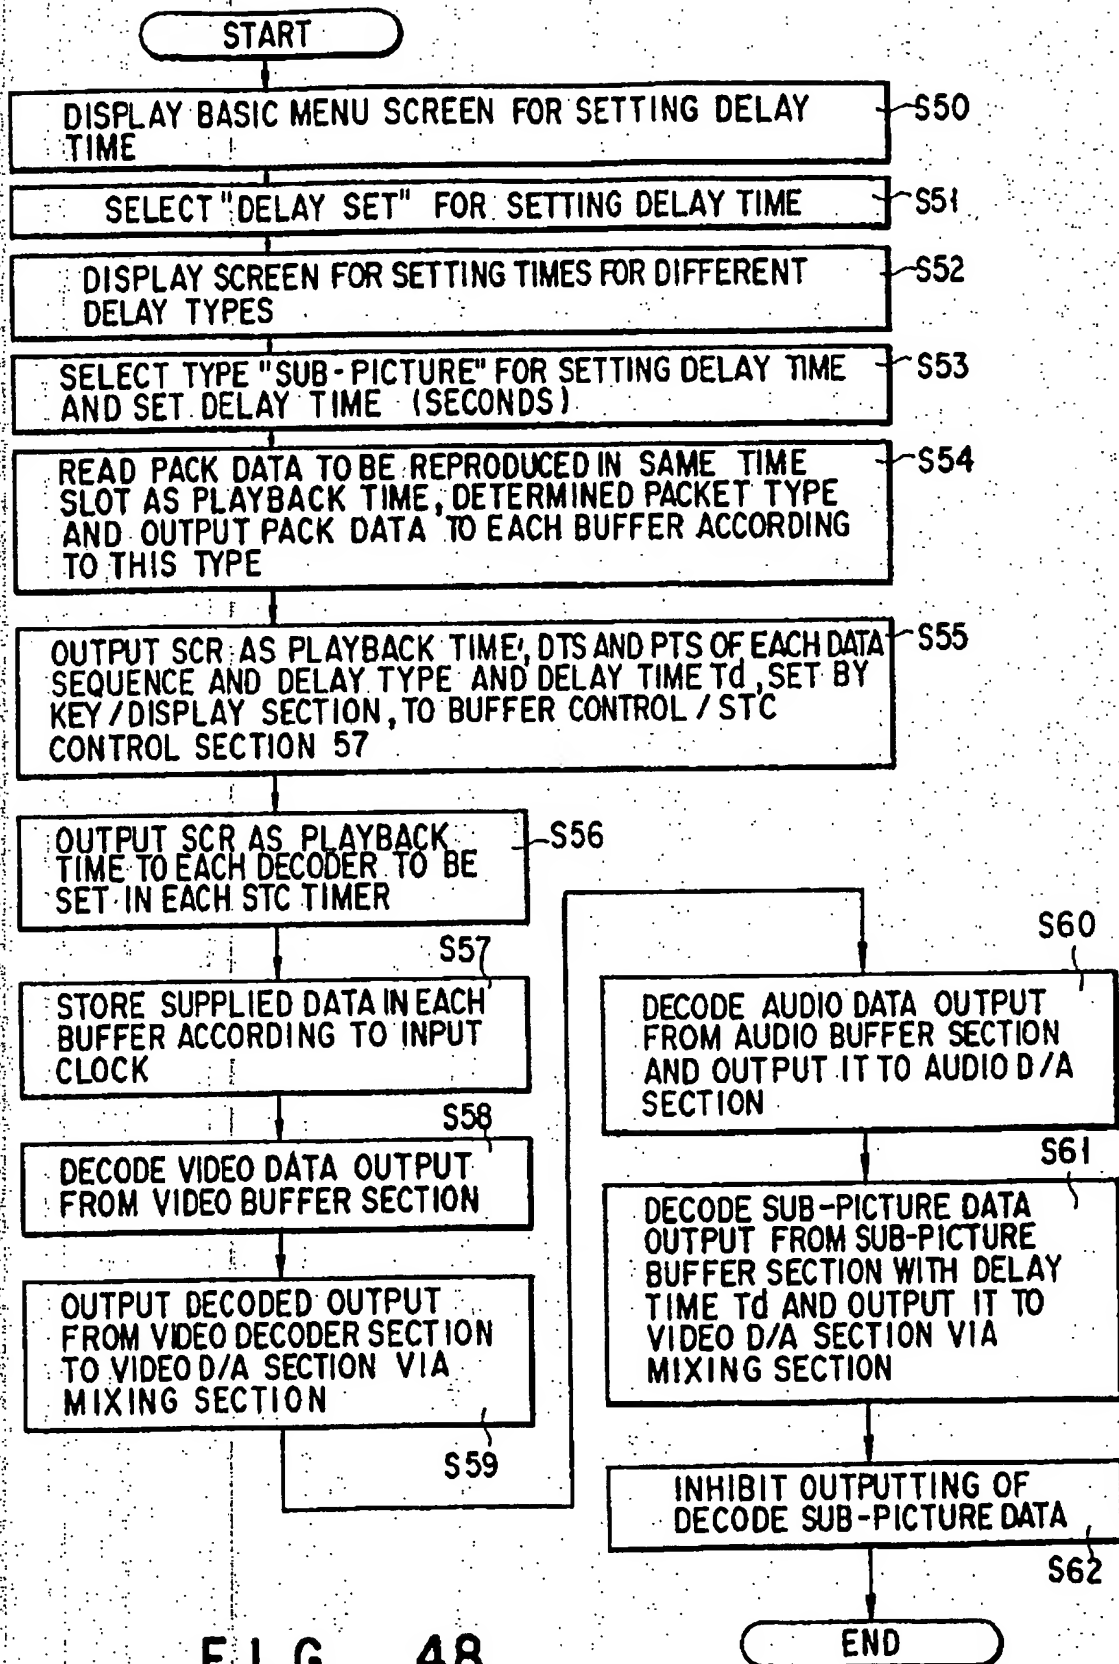 START
DISPLAY BASIC MENU SCREEN FOR SETTING DELAY
TIME
S50
SELECT "DELAY SET" FOR SETTING DELAY TIME
S51
DISPLAY SCREEN FOR SETTING TIMES FOR DIFFERENT
DELAY TYPES
S52
SELECT TYPE "SUB-PICTURE" FOR SETTING DELAY TIME
AND SET DELAY TIME (SECONDS)
S53
READ PACK DATA TO BE REPRODUCED IN SAME TIME
SLOT AS PLAYBACK TIME, DETERMINED PACKET TYPE
AND OUTPUT PACK DATA TO EACH BUFFER ACCORDING
TO THIS TYPE
S54
OUTPUT SCR AS PLAYBACK TIME, DTS AND PTS OF EACH DATA
SEQUENCE AND DELAY TYPE AND DELAY TIME Td, SET BY
KEY/DISPLAY SECTION, TO BUFFER CONTROL / STC
CONTROL SECTION 57
S55
OUTPUT SCR AS PLAYBACK
TIME TO EACH DECODER TO BE
SET IN EACH STC TIMER
S56
S57
STORE SUPPLIED DATA IN EACH
BUFFER ACCORDING TO INPUT
CLOCK
S58
DECODE VIDEO DATA OUTPUT
FROM VIDEO BUFFER SECTION
OUTPUT DECODED OUTPUT
FROM VIDEO DECODER SECTION
TO VIDEO D/A SECTION VIA
MIXING SECTION
S59
S60
DECODE AUDIO DATA OUTPUT
FROM AUDIO BUFFER SECTION
AND OUTPUT IT TO AUDIO D/A
SECTION
S61
DECODE SUB-PICTURE DATA
OUTPUT FROM SUB-PICTURE
BUFFER SECTION WITH DELAY
TIME Td AND OUTPUT IT TO
VIDEO D/A SECTION VIA
MIXING SECTION
INHIBIT OUTPUTTING OF
DECODE SUB-PICTURE DATA
S62
END
FIG. 48